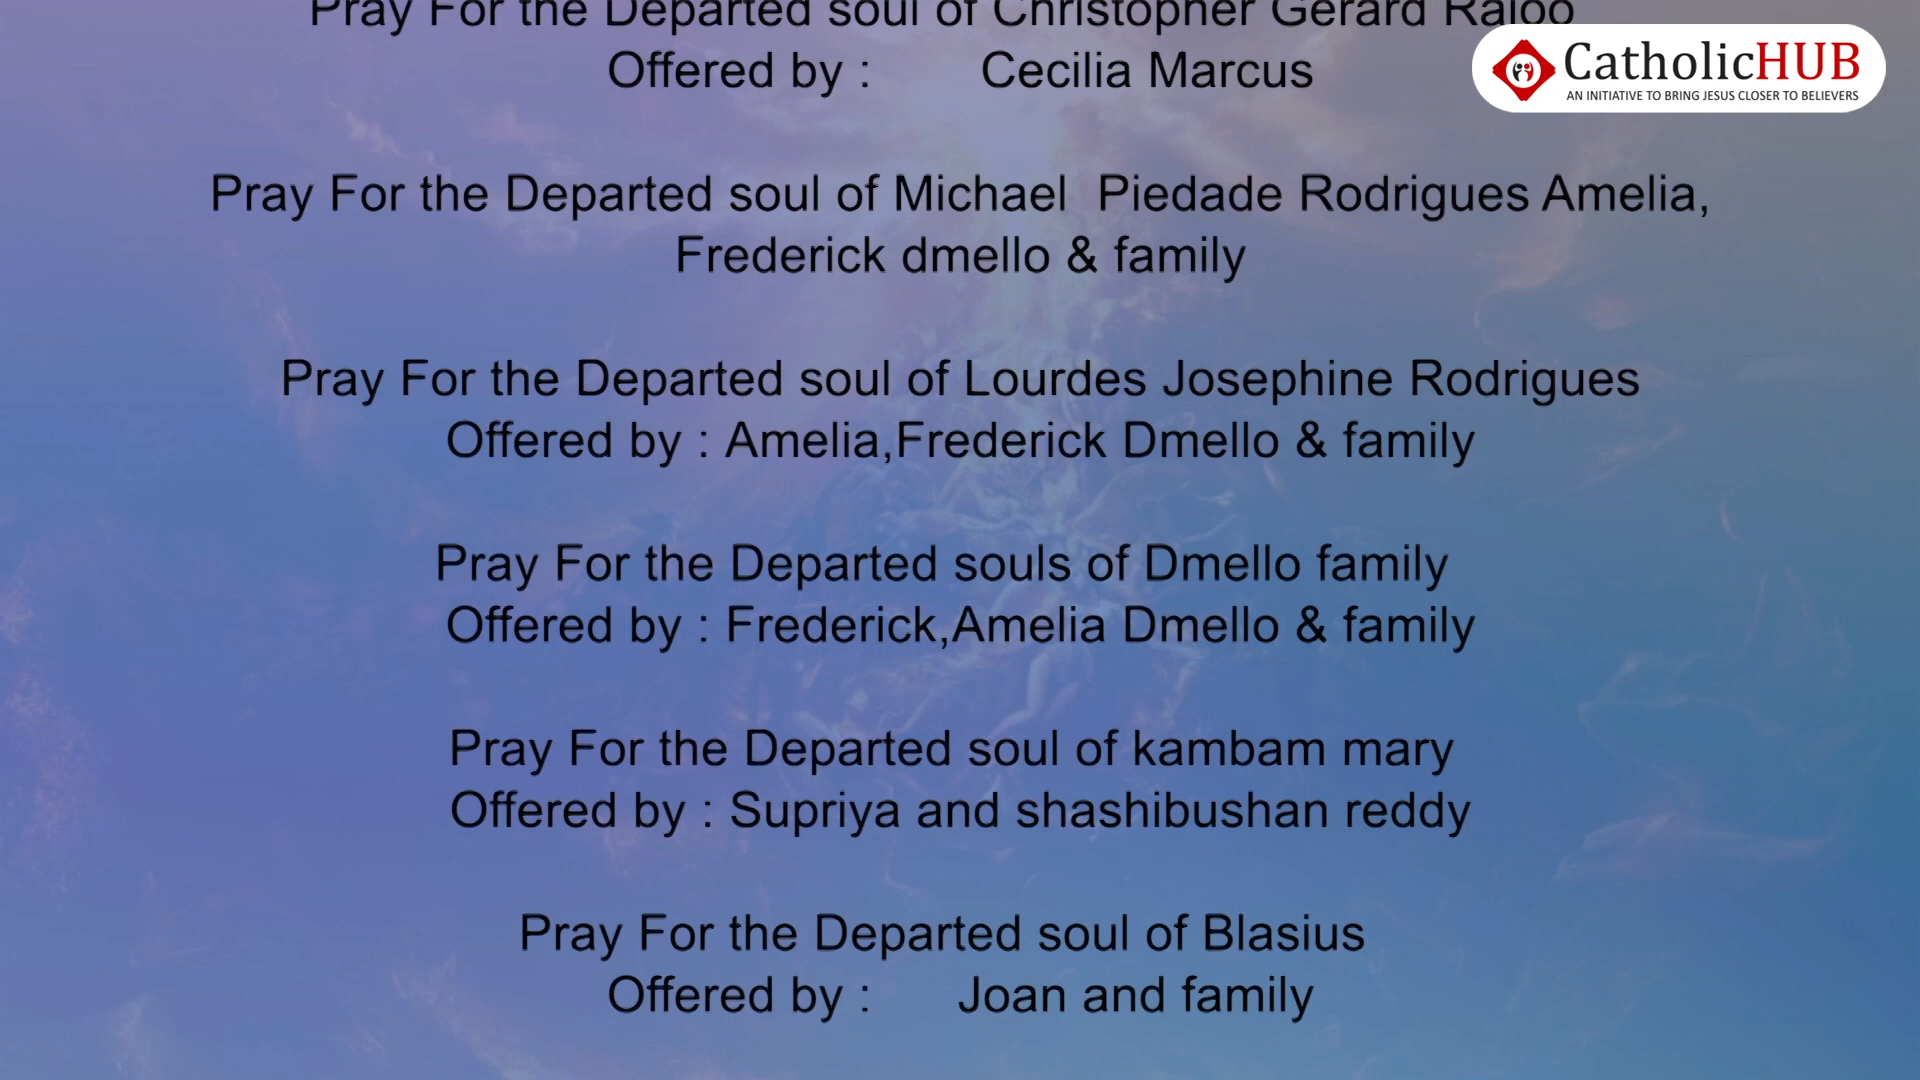 Pray For the Departed soul of Christopher Gerard
Offered by : Cecilia Marcus
CatholicHUB
AN INITIATIVE TO BRING JESUS CLOSER TO BELIEVERS
Pray For the Departed soul of Michael Piedade Rodrigues Amelia,
Frederick dmello & family
Pray For the Departed soul of Lourdes Josephine Rodrigues
Offered by : Amelia,Frederick Dmello & family
Pray For the Departed souls of Dmello family
Offered by : Frederick,Amelia Dmello & family
Pray For the Departed soul of kambam mary
Offered by : Supriya and shashibushan reddy
Pray For the Departed soul of Blasius
Offered by : Joan and family